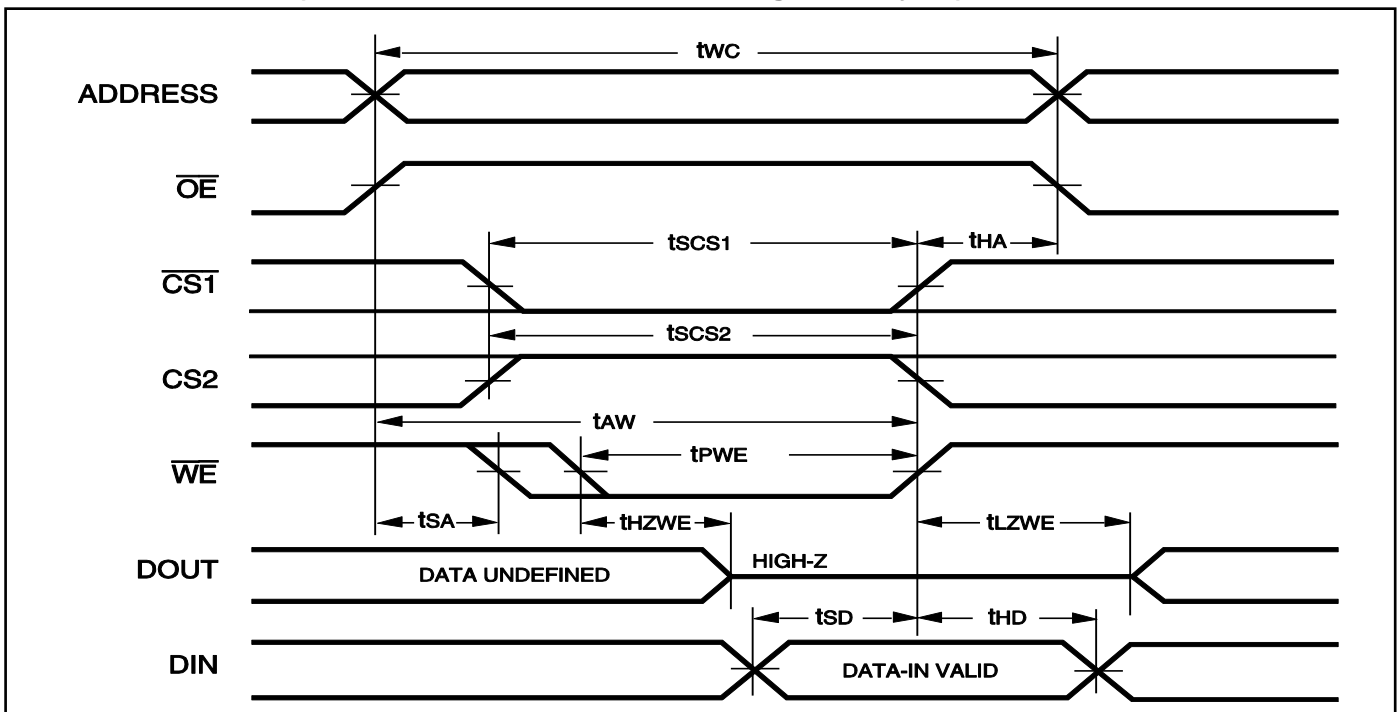 tWC
ADDRESS
OE
tSCS1
tHA
CS1
tSCS2
CS2
tAW
tPWE
WE
tSA
tHZWE
tLZWE
HIGH-Z
DOUT
DATA UNDEFINED
tSD
tHD
DIN
DATA-IN VALID